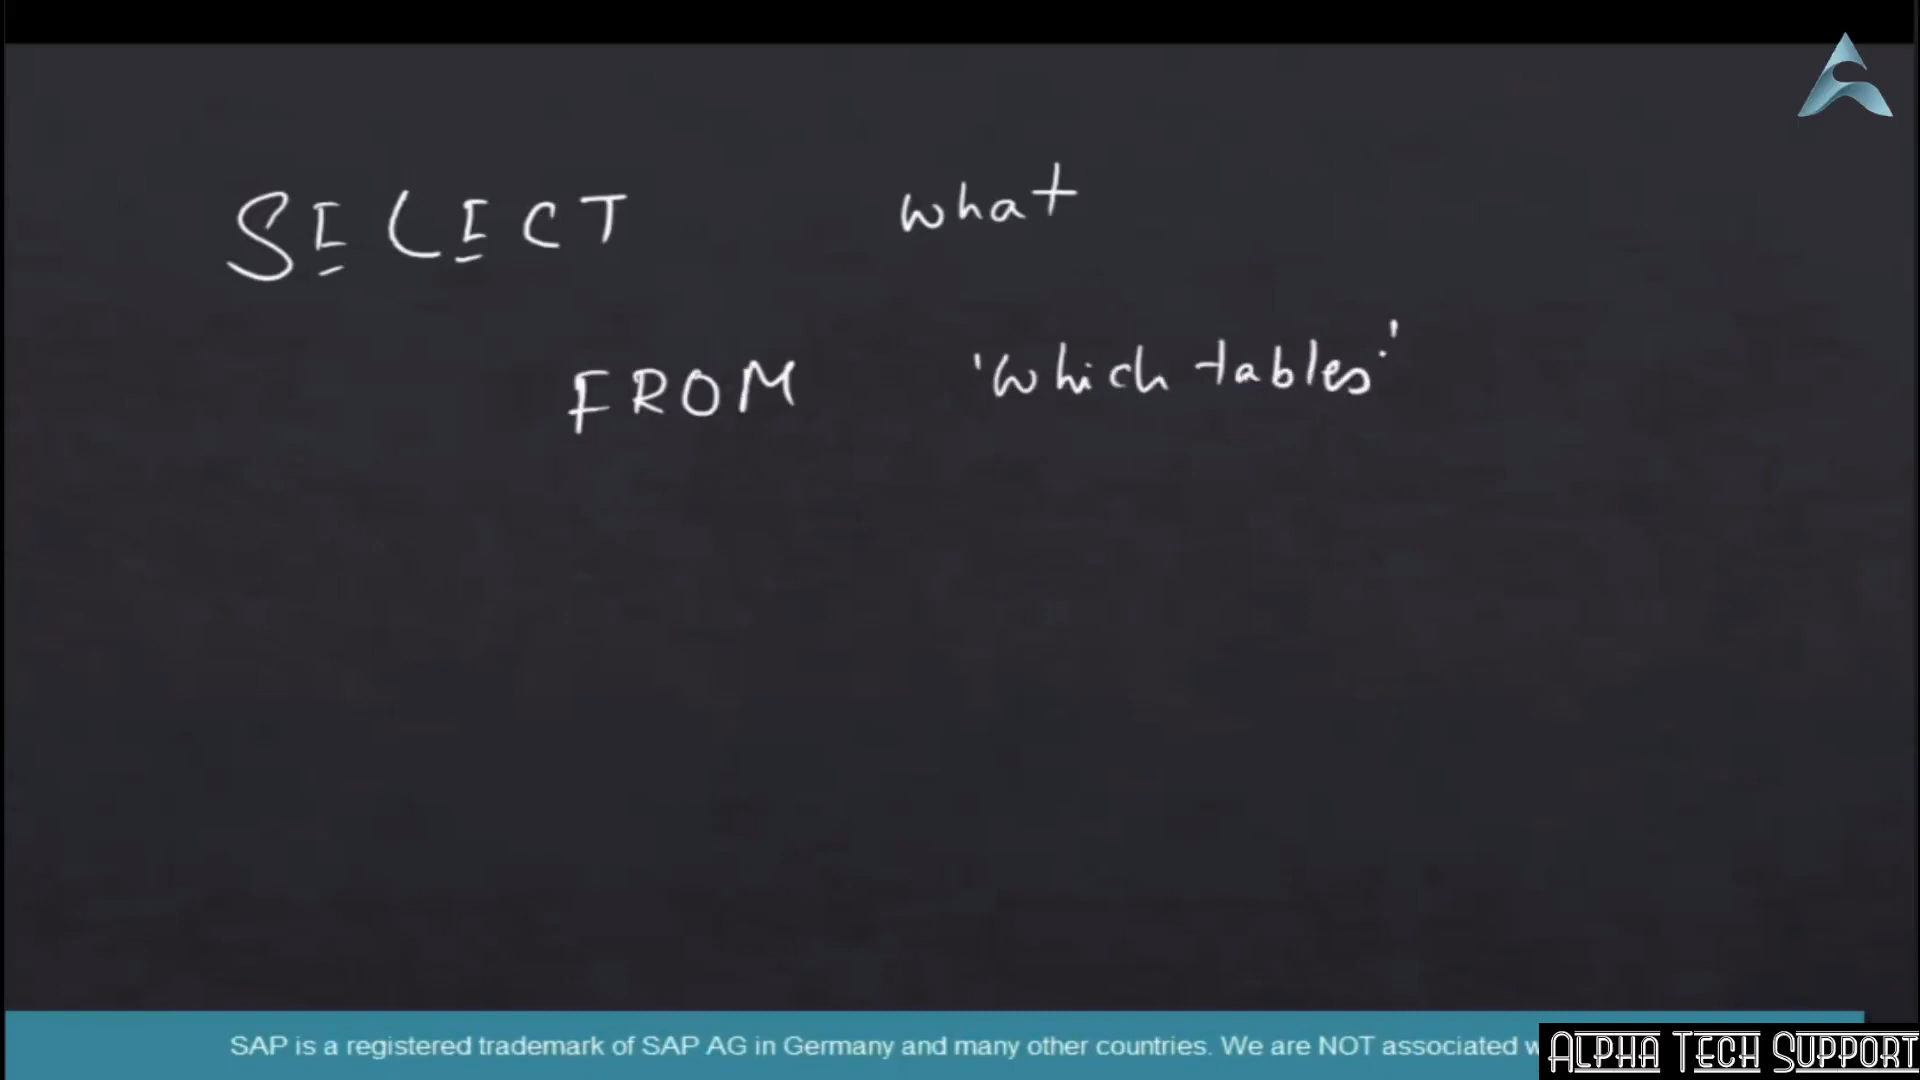 SELECT what
FROM 'which tables'
SAP is a registered trademark of SAP AG in Germany and many other countries. We are NOT associated
ALPHA TECH SUPPORT